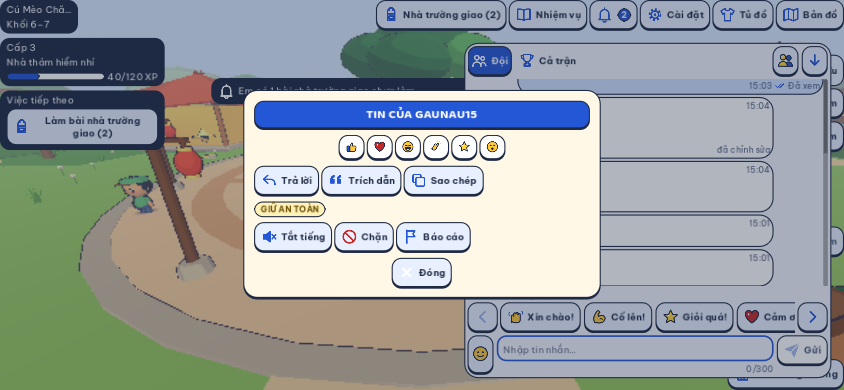 Cú Mèo Chă...
Khối 6–7
Nhà trường giao (2)
Nhiệm vụ
2
Cài đặt
Tủ đồ
Bản đồ
Cấp 3
Nhà thám hiểm nhí
40/120 XP
Việc tiếp theo
Làm bài nhà trường
giao (2)
Đội
Cả trận
15:03 Đã xem
15:04
đã chỉnh sửa
15:04
15:01
15:01
TIN CỦA GAUNAU15
Trả lời
Trích dẫn
Sao chép
GIỮ AN TOÀN
Tắt tiếng
Chặn
Báo cáo
Đóng
Xin chào!
Cố lên!
Giỏi quá!
Cảm ơ
Nhập tin nhắn...
Gửi
0/300